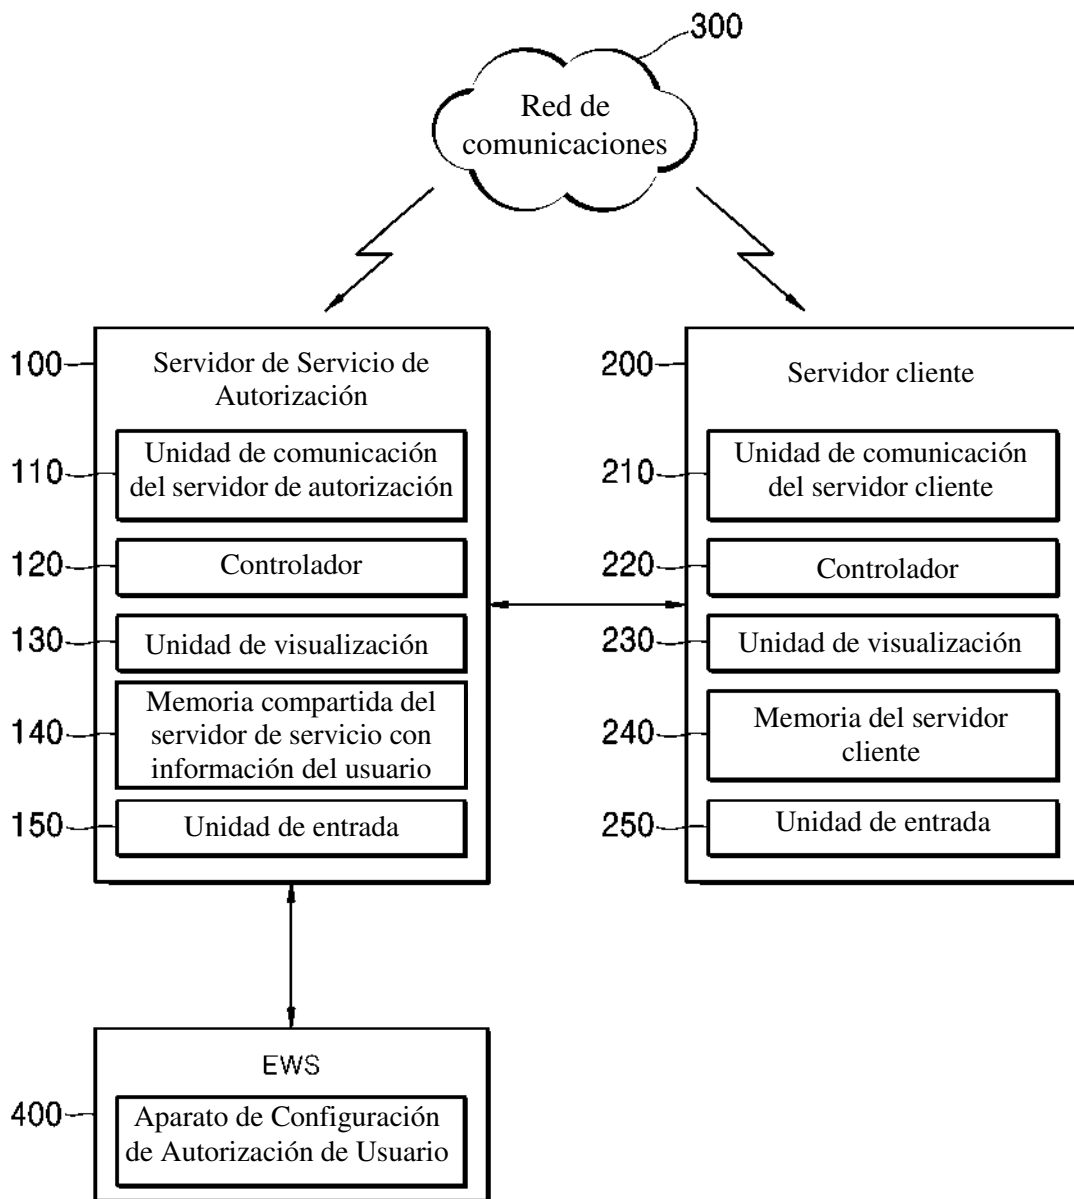 300
Red de
comunicaciones
100
Servidor de Servicio de
Autorización
110
Unidad de comunicación
del servidor de autorización
120
Controlador
130
Unidad de visualización
140
Memoria compartida del
servidor de servicio con
información del usuario
150
Unidad de entrada
200
Servidor cliente
210
Unidad de comunicación
del servidor cliente
220
Controlador
230
Unidad de visualización
240
Memoria del servidor
cliente
250
Unidad de entrada
EWS
400
Aparato de Configuración
de Autorización de Usuario